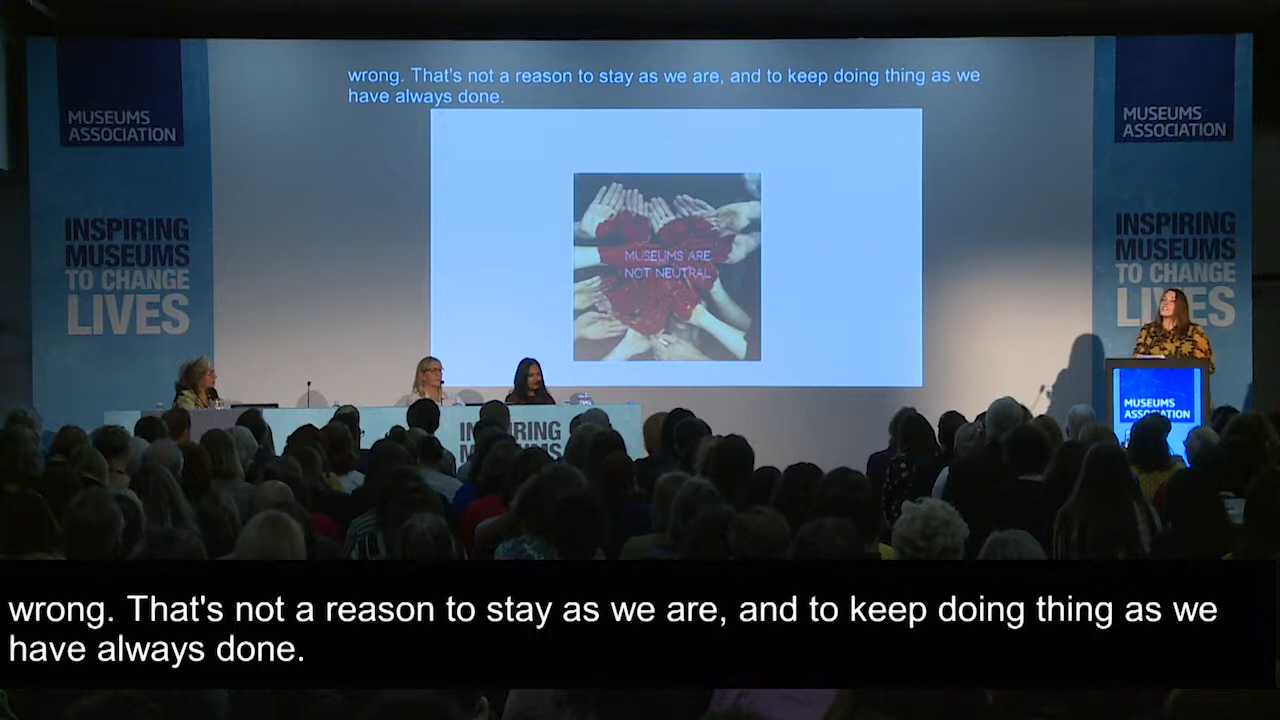 wrong. That's not a reason to stay as we are, and to keep doing thing as we
have always done.
MUSEUMS
ASSOCIATION
INSPIRING
MUSEUMS
TO CHANGE
LIVES
MUSEUMS ARE
NOT NEUTRAL
MUSEUMS
ASSOCIATION
INSPIRING
MUSEUMS
TO CHANGE
LIVES
MUSEUMS
ASSOCIATION
INSPIRING
MUSEUMS
wrong. That's not a reason to stay as we are, and to keep doing thing as we
have always done.